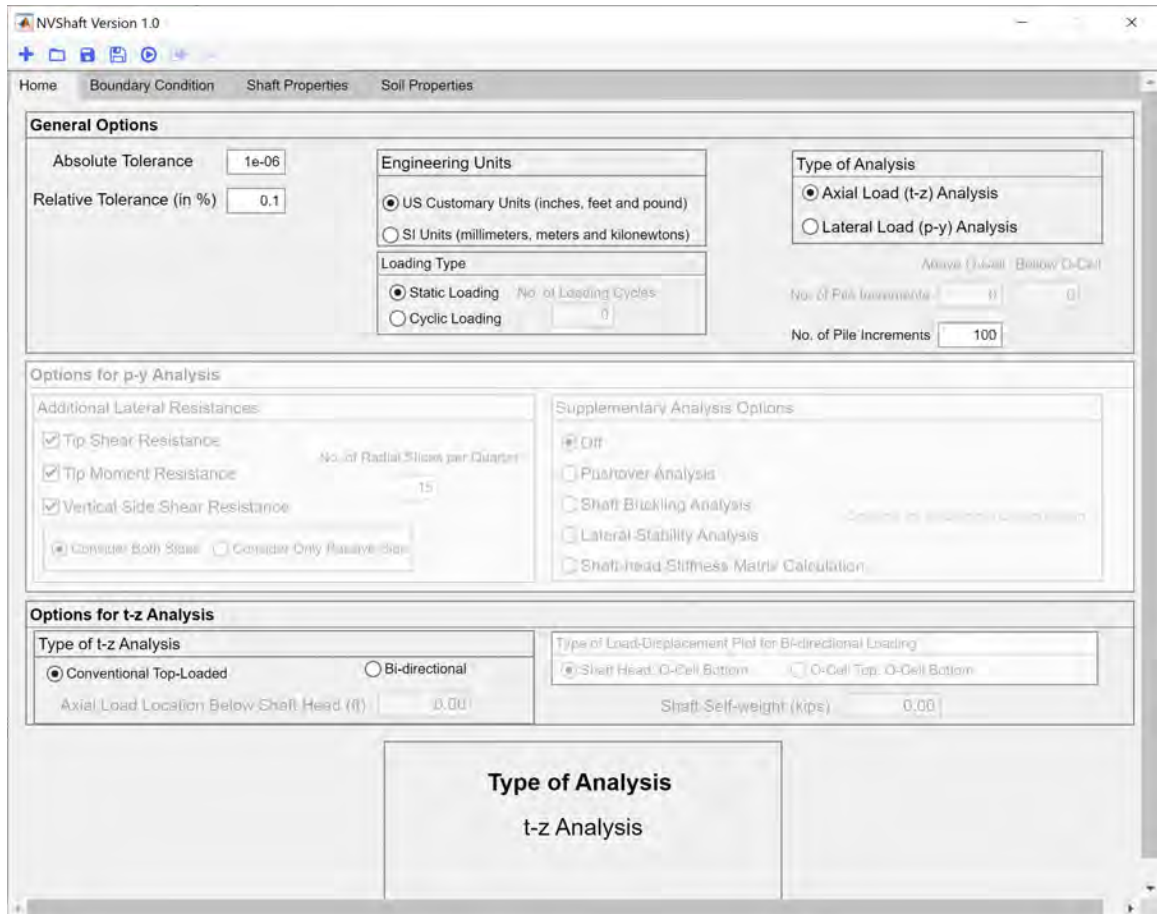 NVShaft Version 1.0
Home Boundary Condition Shaft Properties Soil Properties
General Options
Absolute Tolerance 1e-06
Relative Tolerance (in %) 0.1
Engineering Units
US Customary Units (inches, feet and pound)
SI Units (millimeters, meters and kilonewtons)
Loading Type
Static Loading No. of Loading Cycles
Cyclic Loading 0
Type of Analysis
Axial Load (t-z) Analysis
Lateral Load (p-y) Analysis
Above O-Cell Bellow O-Cell
No. of Pile Increments 0 0
No. of Pile Increments 100
Options for p-y Analysis
Additional Lateral Resistances
Tip Shear Resistance
Tip Moment Resistance
Vertical Side Shear Resistance
No. of Radial Slices per Quarter
15
Consider Both Sides Consider Only Passive Side
Supplementary Analysis Options
Off
Pushover Analysis
Shaft Buckling Analysis
Lateral Stability Analysis
Shaft-head Stiffness Matrix Calculation
Options for t-z Analysis
Type of t-z Analysis
Conventional Top-Loaded Bi-directional
Axial Load Location Below Shaft Head (ft) 0.00
Type of Load-Displacement Plot for Bi-directional Loading
Shaft Head, O-Cell Bottom O-Cell Top, O-Cell Bottom
Shaft Self-weight (kips) 0.00
Type of Analysis
t-z Analysis